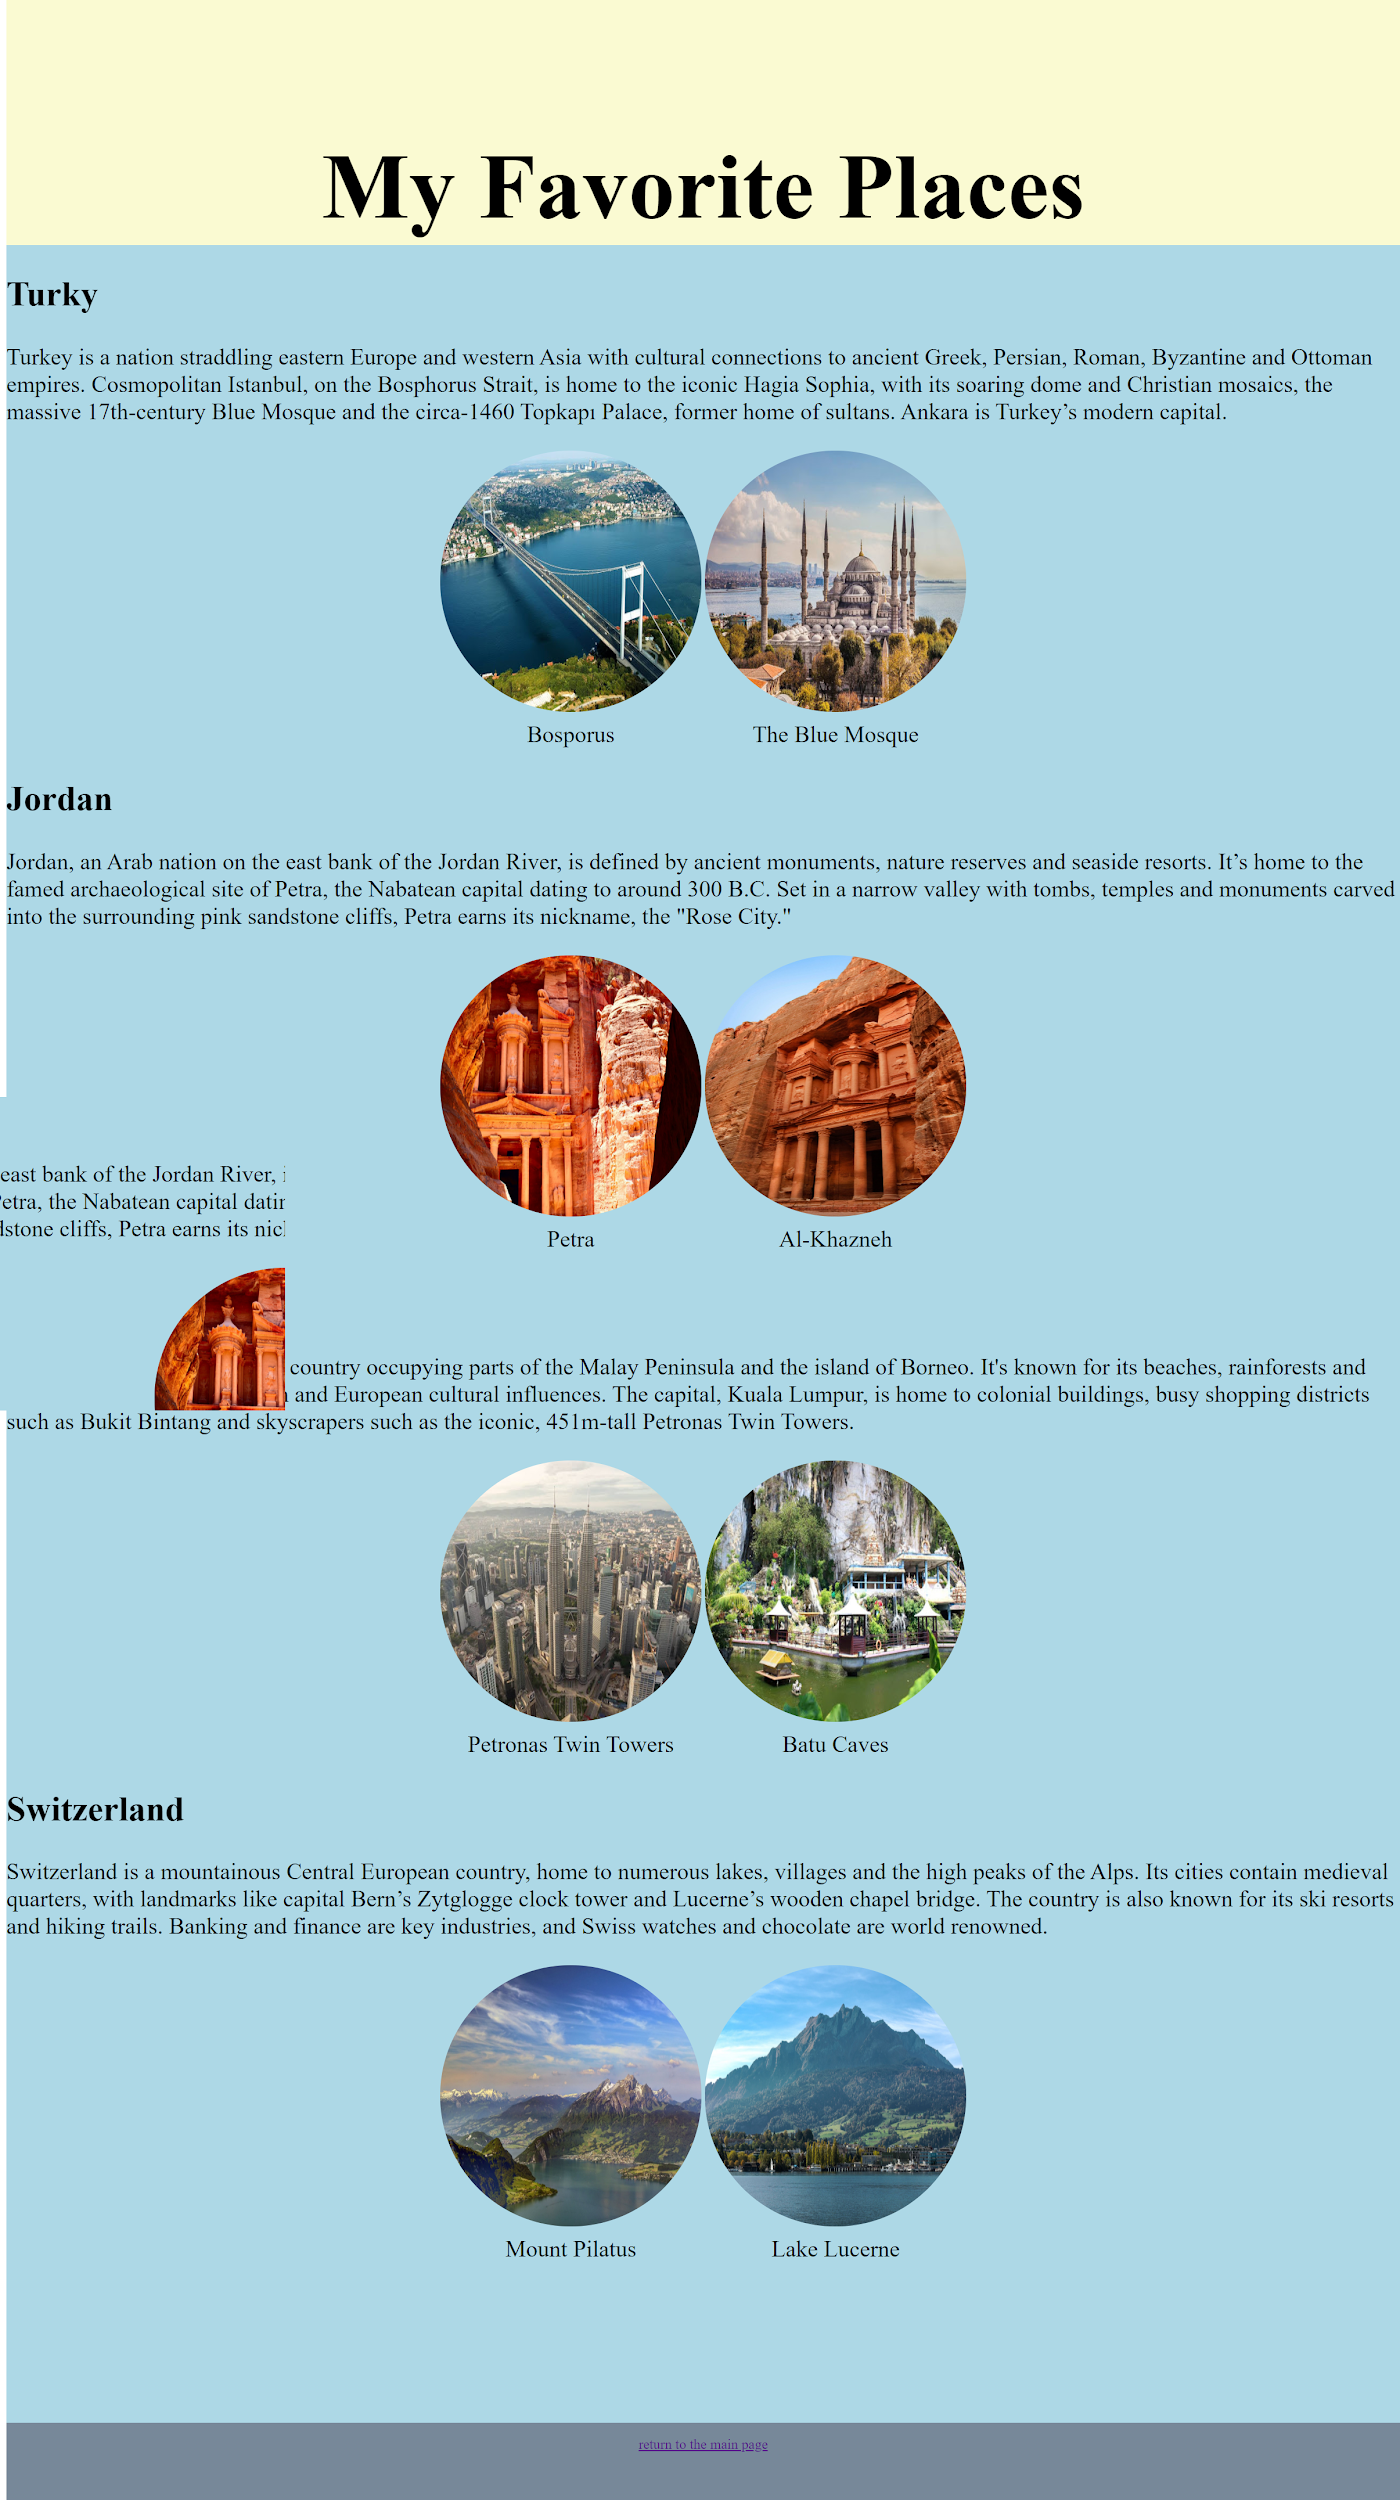 My Favorite Places
Turky
Turkey is a nation straddling eastern Europe and western Asia with cultural connections to ancient Greek, Persian, Roman, Byzantine and Ottoman
empires. Cosmopolitan Istanbul, on the Bosphorus Strait, is home to the iconic Hagia Sophia, with its soaring dome and Christian mosaics, the
massive 17th-century Blue Mosque and the circa-1460 Topkapı Palace, former home of sultans. Ankara is Turkey’s modern capital.
Bosporus
The Blue Mosque
Jordan
Jordan, an Arab nation on the east bank of the Jordan River, is defined by ancient monuments, nature reserves and seaside resorts. It’s home to the
famed archaeological site of Petra, the Nabatean capital dating to around 300 B.C. Set in a narrow valley with tombs, temples and monuments carved
into the surrounding pink sandstone cliffs, Petra earns its nickname, the "Rose City."
east bank of the Jordan River,
Petra, the Nabatean capital
cliffs, Petra earns its
Petra
Al-Khazneh
country occupying parts of the Malay Peninsula and the island of Borneo. It's known for its beaches, rainforests and
and European cultural influences. The capital, Kuala Lumpur, is home to colonial buildings, busy shopping districts
such as Bukit Bintang and skyscrapers such as the iconic, 451m-tall Petronas Twin Towers.
Petronas Twin Towers
Batu Caves
Switzerland
Switzerland is a mountainous Central European country, home to numerous lakes, villages and the high peaks of the Alps. Its cities contain medieval
quarters, with landmarks like capital Bern’s Zytglogge clock tower and Lucerne’s wooden chapel bridge. The country is also known for its ski resorts
and hiking trails. Banking and finance are key industries, and Swiss watches and chocolate are world renowned.
Mount Pilatus
Lake Lucerne
return to the main page